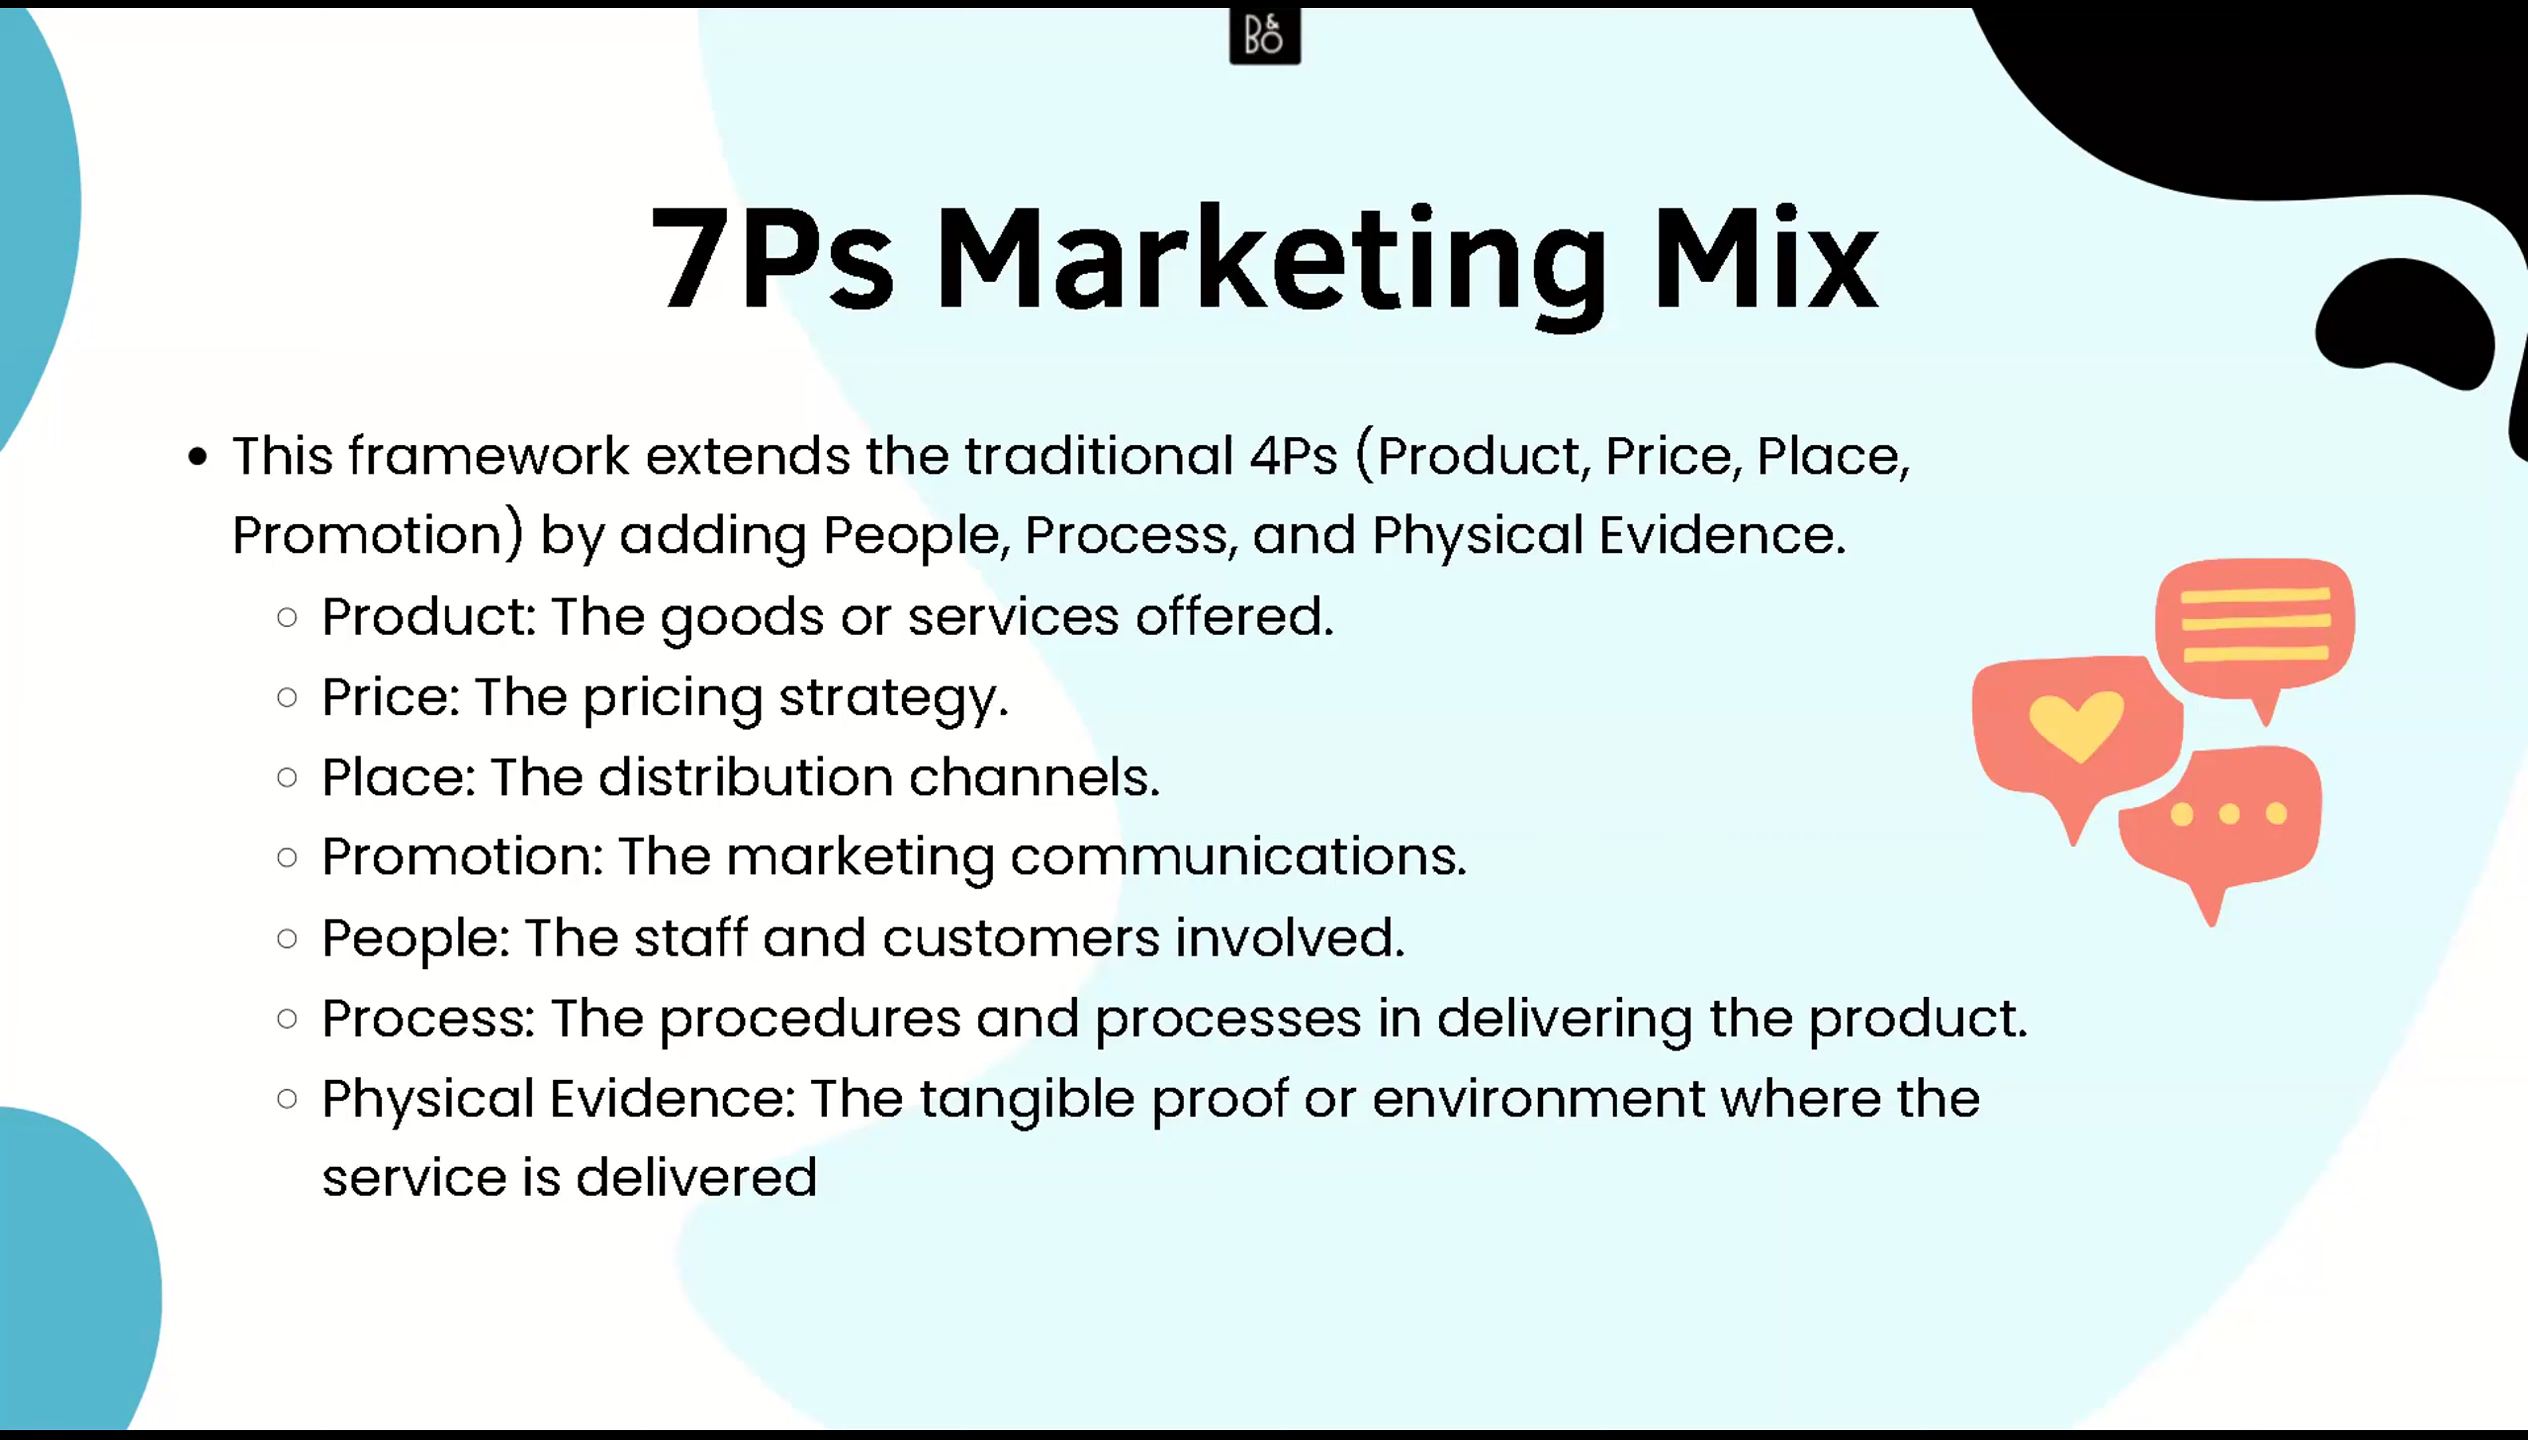 B&O
7Ps Marketing Mix
• This framework extends the traditional 4Ps (Product, Price, Place,
Promotion) by adding People, Process, and Physical Evidence.
○ Product: The goods or services offered.
○ Price: The pricing strategy.
○ Place: The distribution channels.
○ Promotion: The marketing communications.
○ People: The staff and customers involved.
○ Process: The procedures and processes in delivering the product.
○ Physical Evidence: The tangible proof or environment where the
service is delivered